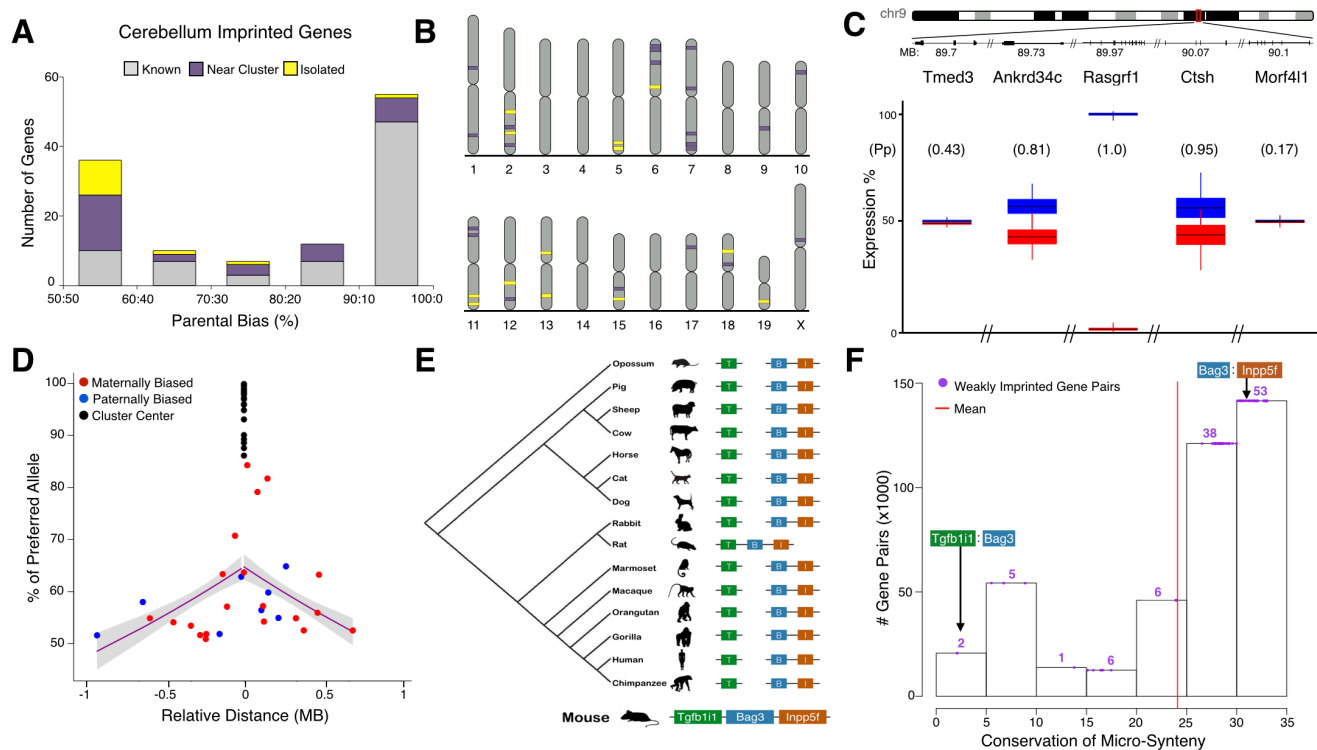 A
Cerebellum Imprinted Genes
Known
Near Cluster
Isolated
Number of Genes
60
40
20
0
50:50 60:40 70:30 80:20 90:10 100:0
Parental Bias (%)
B
1 2 3 4 5 6 7 8 9 10
11 12 13 14 15 16 17 18 19 X
C
chr9
MB: 89.7 89.73 89.97 90.07 90.1
Tmed3 Ankrd34c Rasgrf1 Ctsh Morf4l1
Expression %
100
(Pp) (0.43) (0.81) (1.0) (0.95) (0.17)
50
0
// // // //
D
Maternally Biased
Paternally Biased
Cluster Center
% of Preferred Allele
100
90
80
70
60
50
-1 -0.5 0 0.5 1
Relative Distance (MB)
E
Opossum T B I
Pig T B I
Sheep T B I
Cow T B I
Horse T B I
Cat T B I
Dog T B I
Rabbit T B I
Rat T B I
Marmoset T B I
Macaque T B I
Orangutan T B I
Gorilla T B I
Human T B I
Chimpanzee T B I
Mouse Tgfb1i1 Bag3 Inpp5f
F
Bag3 : Inpp5f
Weakly Imprinted Gene Pairs
Mean
Tgfb1i1 : Bag3
# Gene Pairs (x1000)
150
100
50
0
2 5 1 6 6 38 53
0 5 10 15 20 25 30 35
Conservation of Micro-Synteny